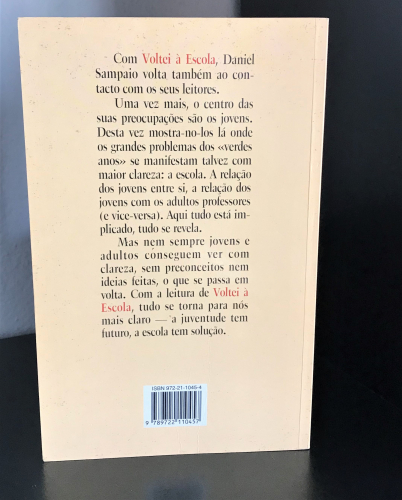 Com Voltei à Escola, Daniel
Sampaio volta também ao con-
tacto com os seus leitores.
Uma vez mais, o centro das
suas preocupações são os jovens.
Desta vez mostra-no-los lá onde
os grandes problemas dos «verdes
anos» se manifestam talvez com
maior clareza: a escola. A relação
dos jovens entre si, a relação dos
jovens com os adultos professores
(e vice-versa). Aqui tudo está im-
plicado, tudo se revela.
Mas nem sempre jovens e
adultos conseguem ver com
clareza, sem preconceitos nem
ideias feitas, o que se passa em
volta. Com a leitura de Voltei à
Escola, tudo se torna para nós
mais claro — a juventude tem
futuro, a escola tem solução.
ISBN 972-21-1045-4
9 789722 110457